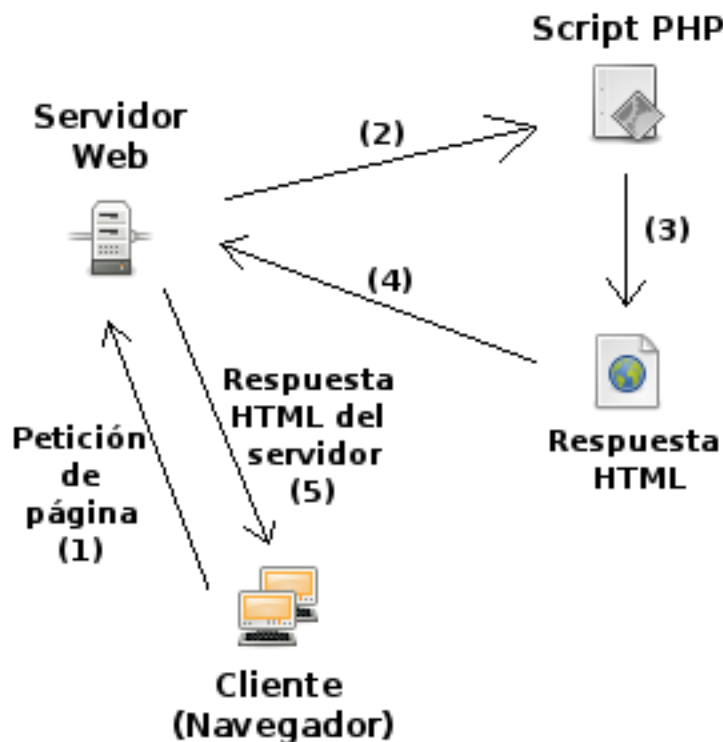 Script PHP
Servidor
Web
(2)
(3)
(4)
Respuesta
HTML del
servidor
(5)
Petición
de
página
(1)
Respuesta
HTML
Cliente
(Navegador)